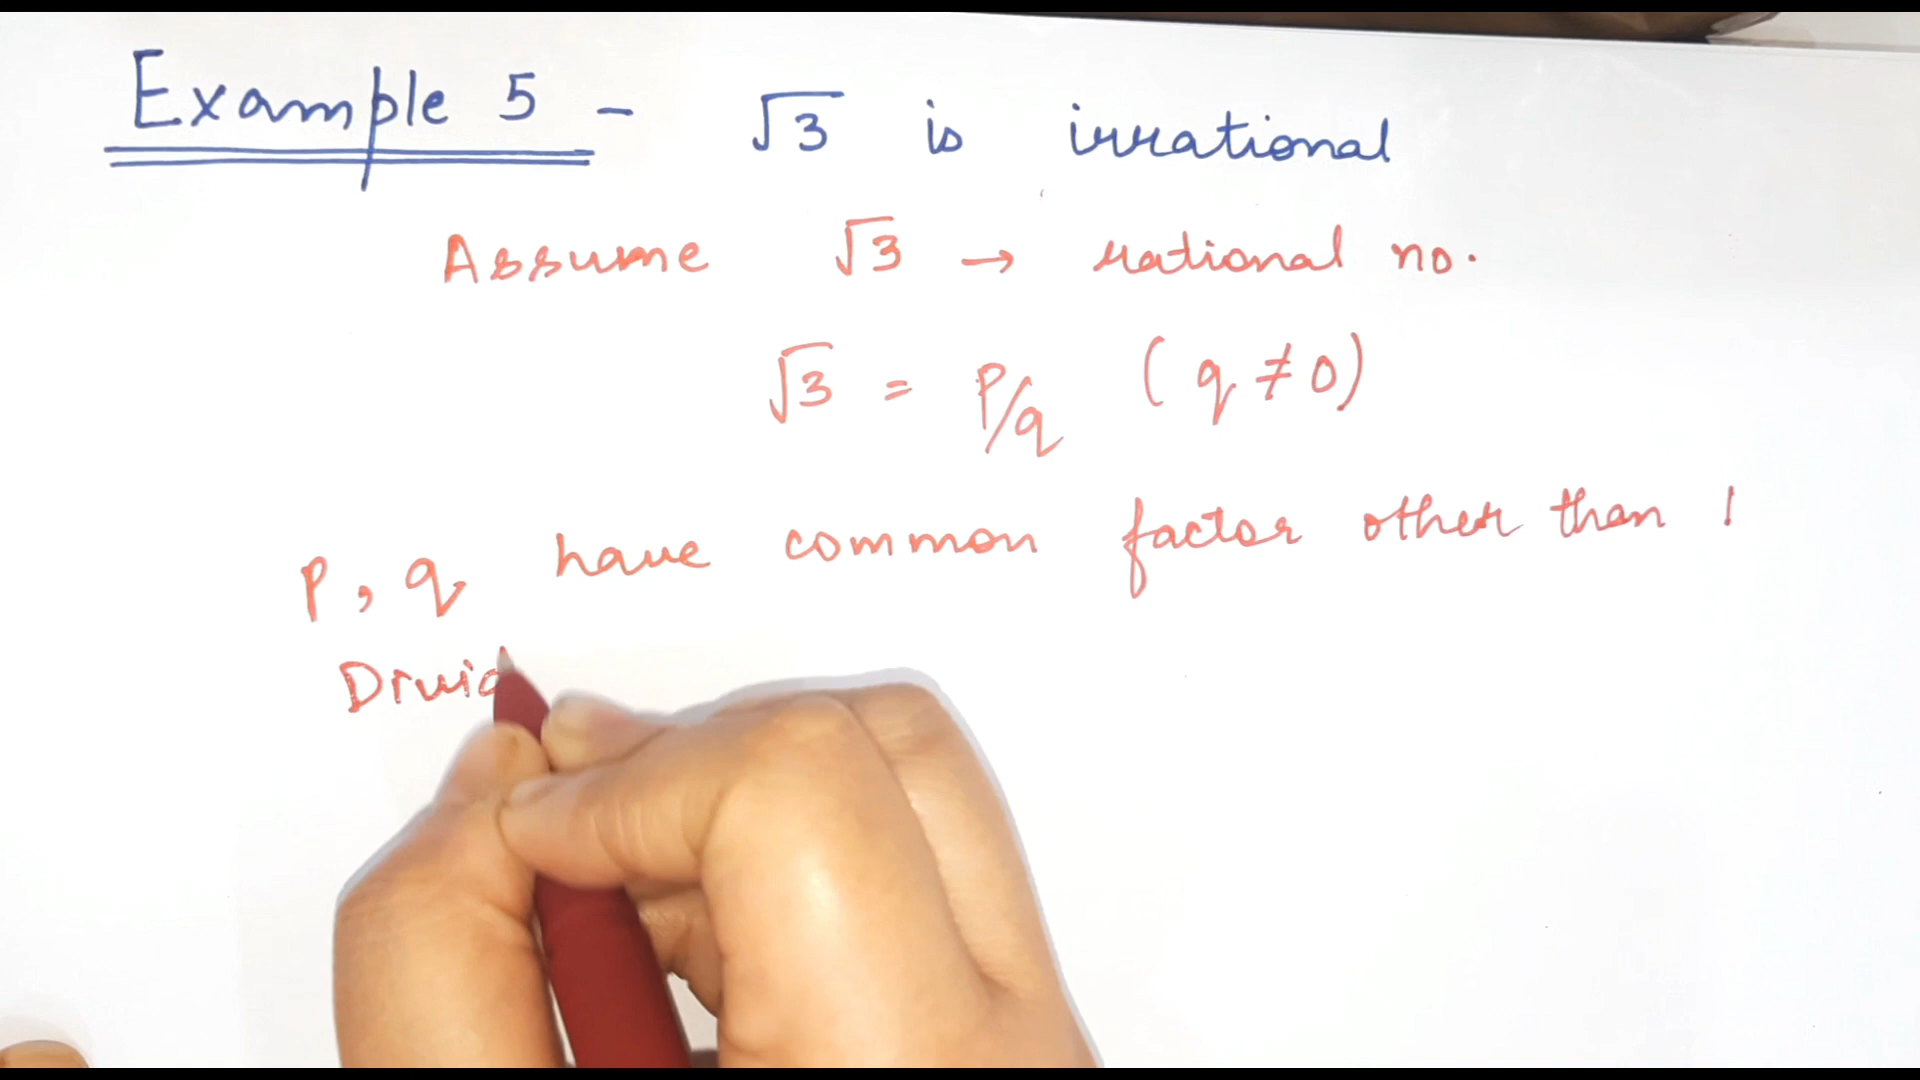 Example 5 - √3 is irrational
Assume √3 → rational no.
√3 = P/q (q ≠ 0)
P, q have common factor other than 1